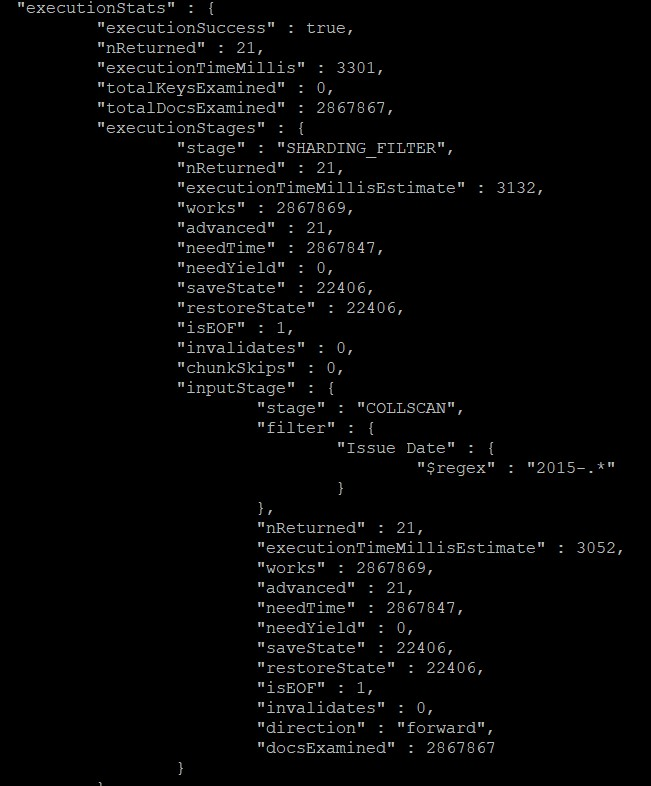 "executionStats" : {
"executionSuccess" : true,
"nReturned" : 21,
"executionTimeMillis" : 3301,
"totalKeysExamined" : 0,
"totalDocsExamined" : 2867867,
"executionStages" : {
"stage" : "SHARDING_FILTER",
"nReturned" : 21,
"executionTimeMillisEstimate" : 3132,
"works" : 2867869,
"advanced" : 21,
"needTime" : 2867847,
"needYield" : 0,
"saveState" : 22406,
"restoreState" : 22406,
"isEOF" : 1,
"invalidates" : 0,
"chunkSkips" : 0,
"inputStage" : {
"stage" : "COLLSCAN",
"filter" : {
"Issue Date" : {
"$regex" : "2015-.*"
}
},
"nReturned" : 21,
"executionTimeMillisEstimate" : 3052,
"works" : 2867869,
"advanced" : 21,
"needTime" : 2867847,
"needYield" : 0,
"saveState" : 22406,
"restoreState" : 22406,
"isEOF" : 1,
"invalidates" : 0,
"direction" : "forward",
"docsExamined" : 2867867
}
}